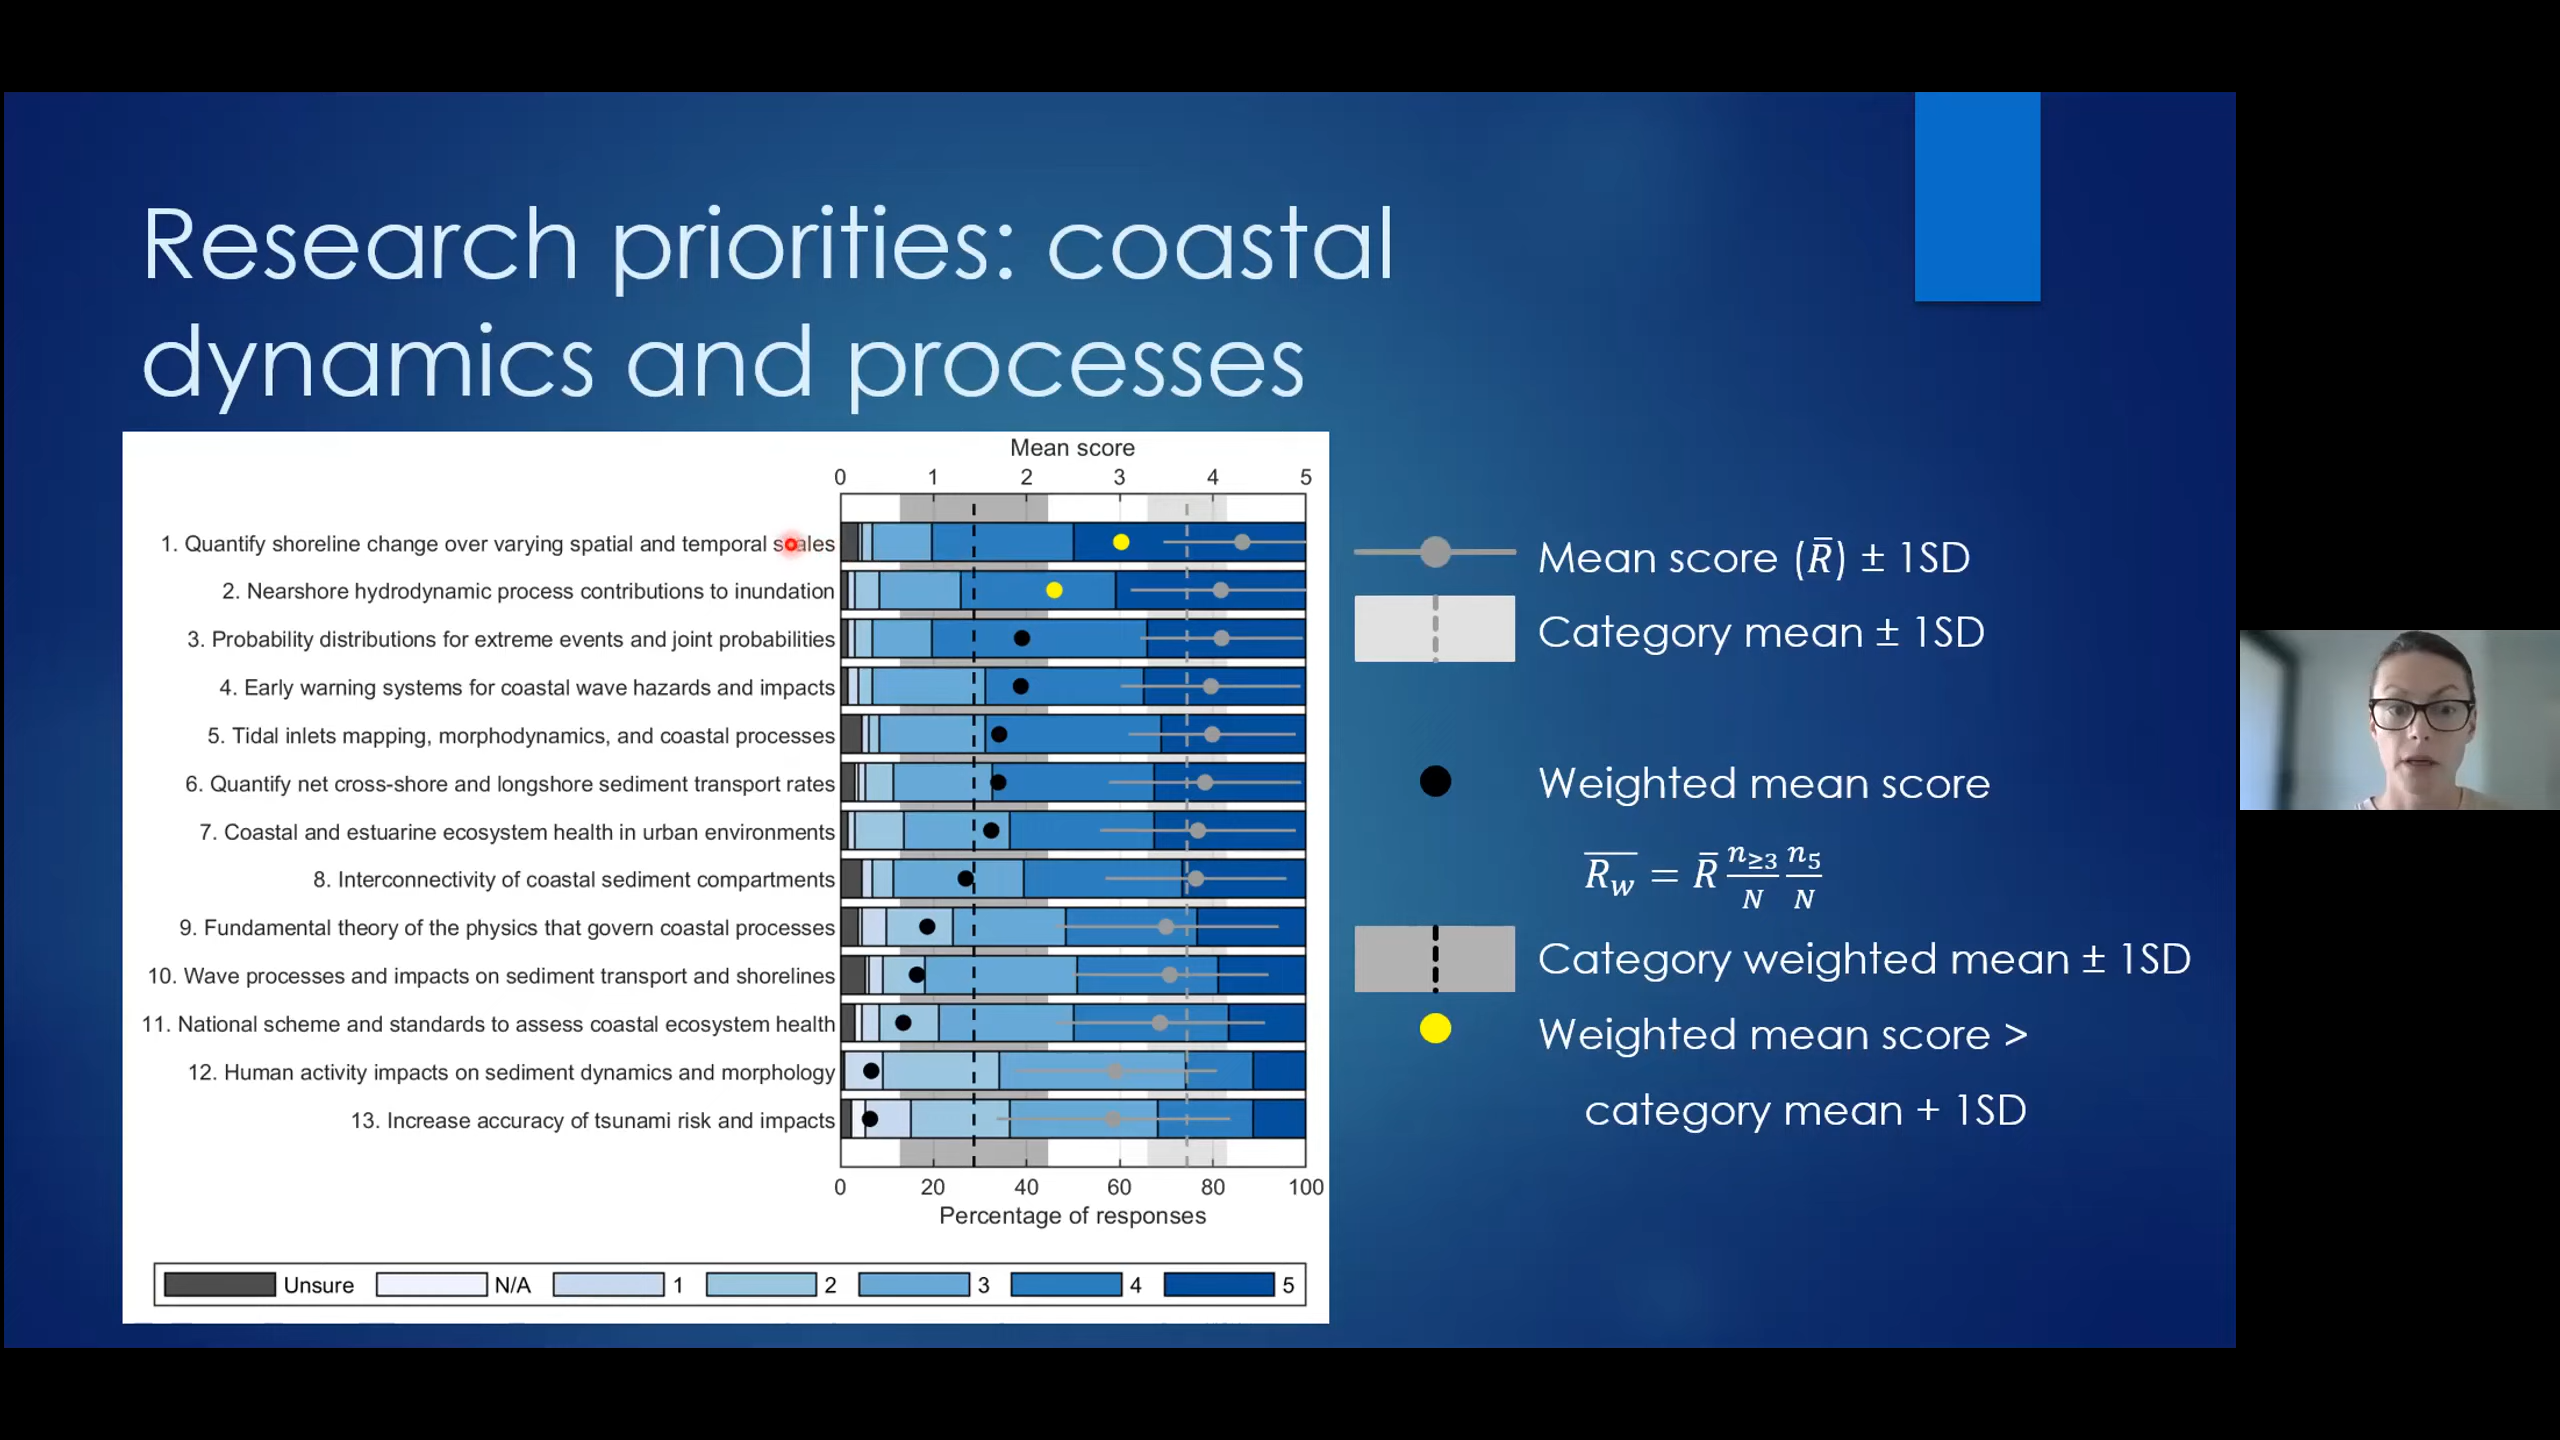 Research priorities: coastal
dynamics and processes
Mean score
0 1 2 3 4 5
1. Quantify shoreline change over varying spatial and temporal scales
2. Nearshore hydrodynamic process contributions to inundation
3. Probability distributions for extreme events and joint probabilities
4. Early warning systems for coastal wave hazards and impacts
5. Tidal inlets mapping, morphodynamics, and coastal processes
6. Quantify net cross-shore and longshore sediment transport rates
7. Coastal and estuarine ecosystem health in urban environments
8. Interconnectivity of coastal sediment compartments
9. Fundamental theory of the physics that govern coastal processes
10. Wave processes and impacts on sediment transport and shorelines
11. National scheme and standards to assess coastal ecosystem health
12. Human activity impacts on sediment dynamics and morphology
13. Increase accuracy of tsunami risk and impacts
0 20 40 60 80 100
Percentage of responses
Unsure N/A 1 2 3 4 5
Mean score (R̄) ± 1SD
Category mean ± 1SD
Weighted mean score
R̅w̅ = R̄ n≥3/N n5/N
Category weighted mean ± 1SD
Weighted mean score >
category mean + 1SD